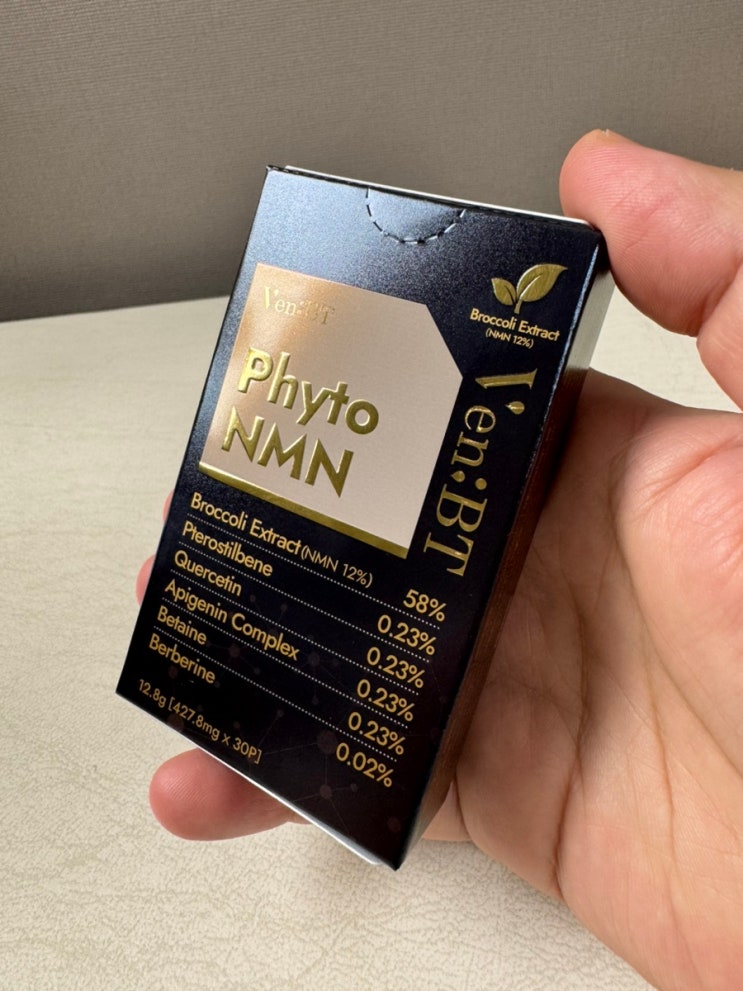 Ven:BT
Phyto
NMN
Broccoli Extract
(NMN 12%)
Ven:BT
Broccoli Extract (NMN 12%) 58%
Pterostilbene 0.23%
Quercetin 0.23%
Apigenin Complex 0.23%
Betaine 0.23%
Berberine 0.02%
12.8g [427.8mg x 30P]